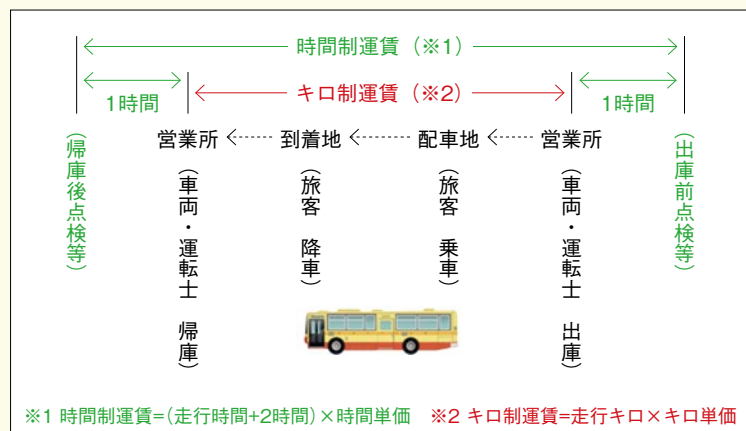 時間制運賃（※1）
1時間
キロ制運賃（※2）
1時間
営業所
到着地
配車地
営業所
（帰庫後点検等）
（車両・運転士 帰庫）
（旅客 降車）
（旅客 乗車）
（車両・運転士 出庫）
（出庫前点検等）
※1 時間制運賃=(走行時間+2時間)×時間単価 ※2 キロ制運賃=走行キロ×キロ単価